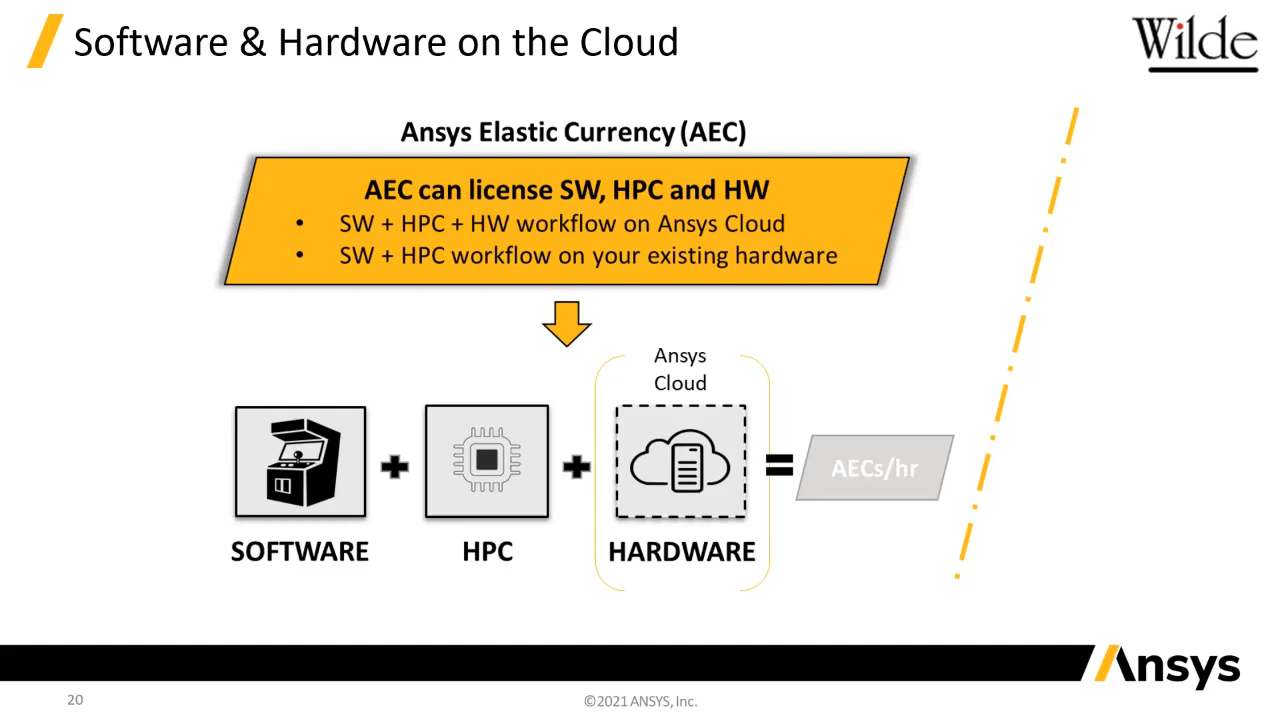 Software & Hardware on the Cloud
Wilde
Ansys Elastic Currency (AEC)
AEC can license SW, HPC and HW
• SW + HPC + HW workflow on Ansys Cloud
• SW + HPC workflow on your existing hardware
Ansys
Cloud
SOFTWARE + HPC + HARDWARE = AECs/hr
Ansys
20
©2021 ANSYS, Inc.